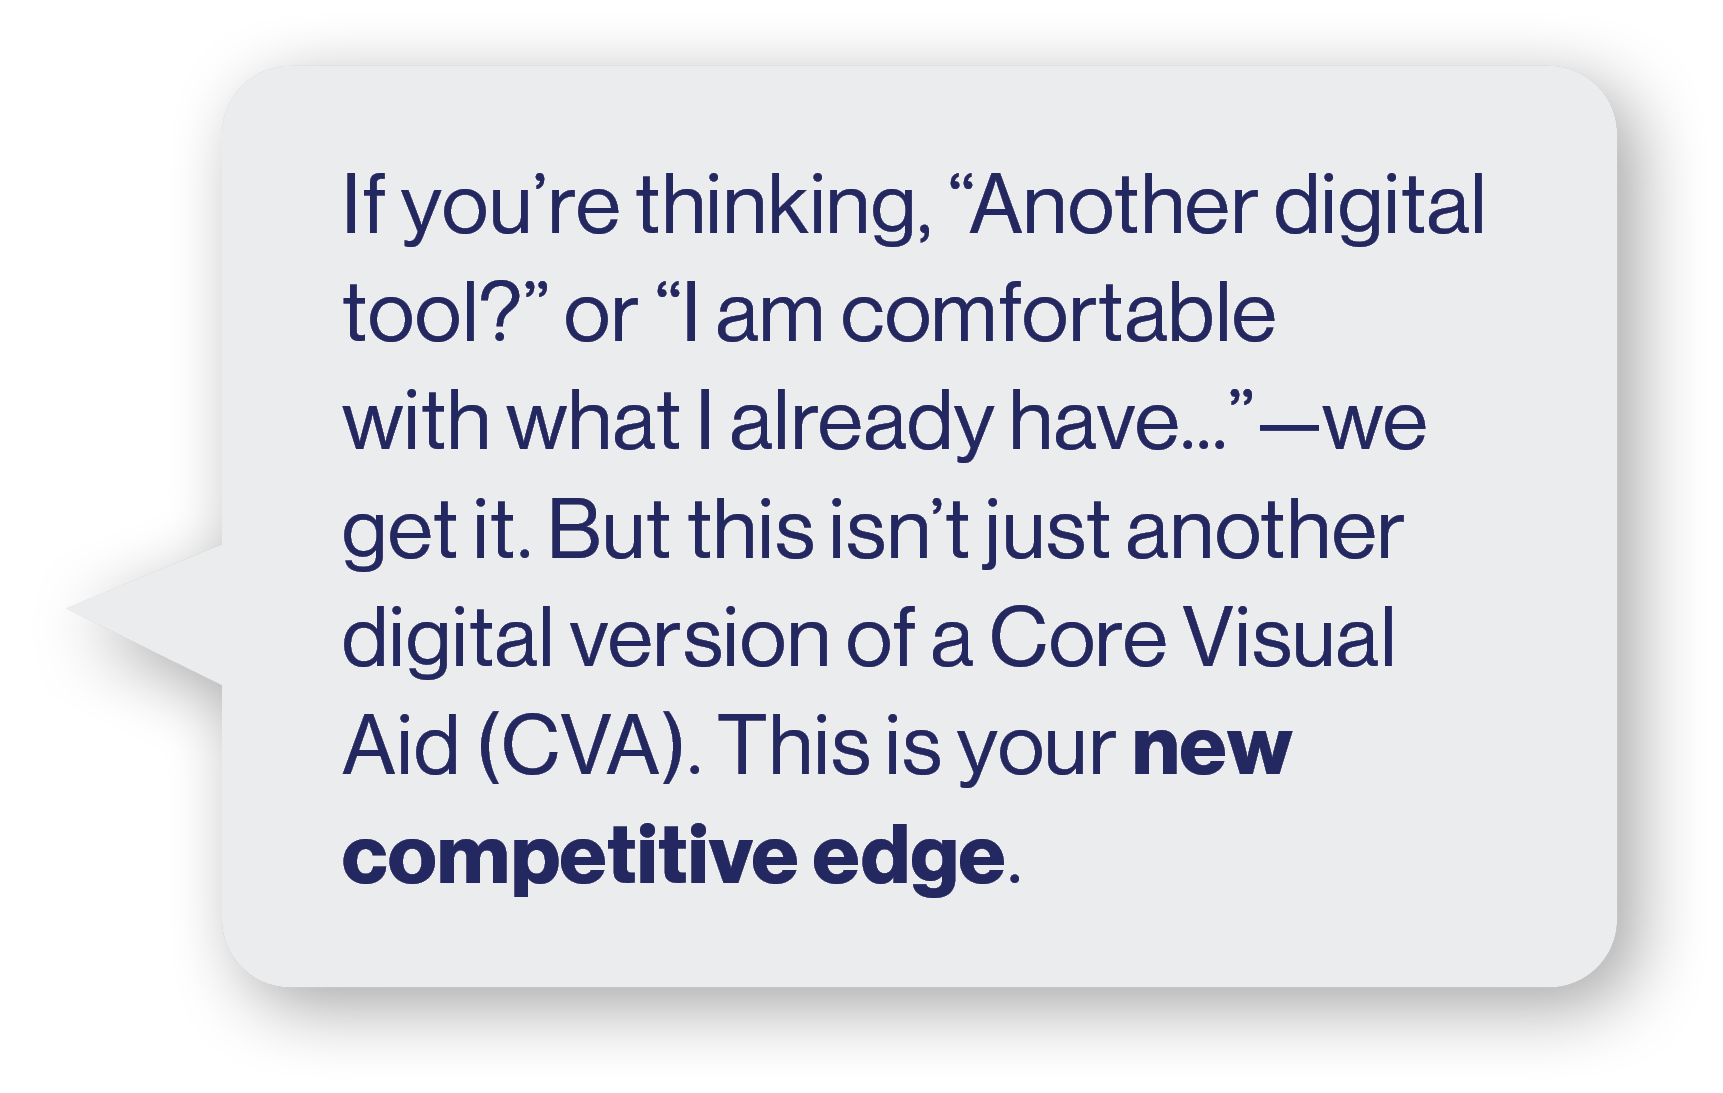 If you’re thinking, “Another digital
tool?” or “I am comfortable
with what I already have...”—we
get it. But this isn’t just another
digital version of a Core Visual
Aid (CVA). This is your new
competitive edge.